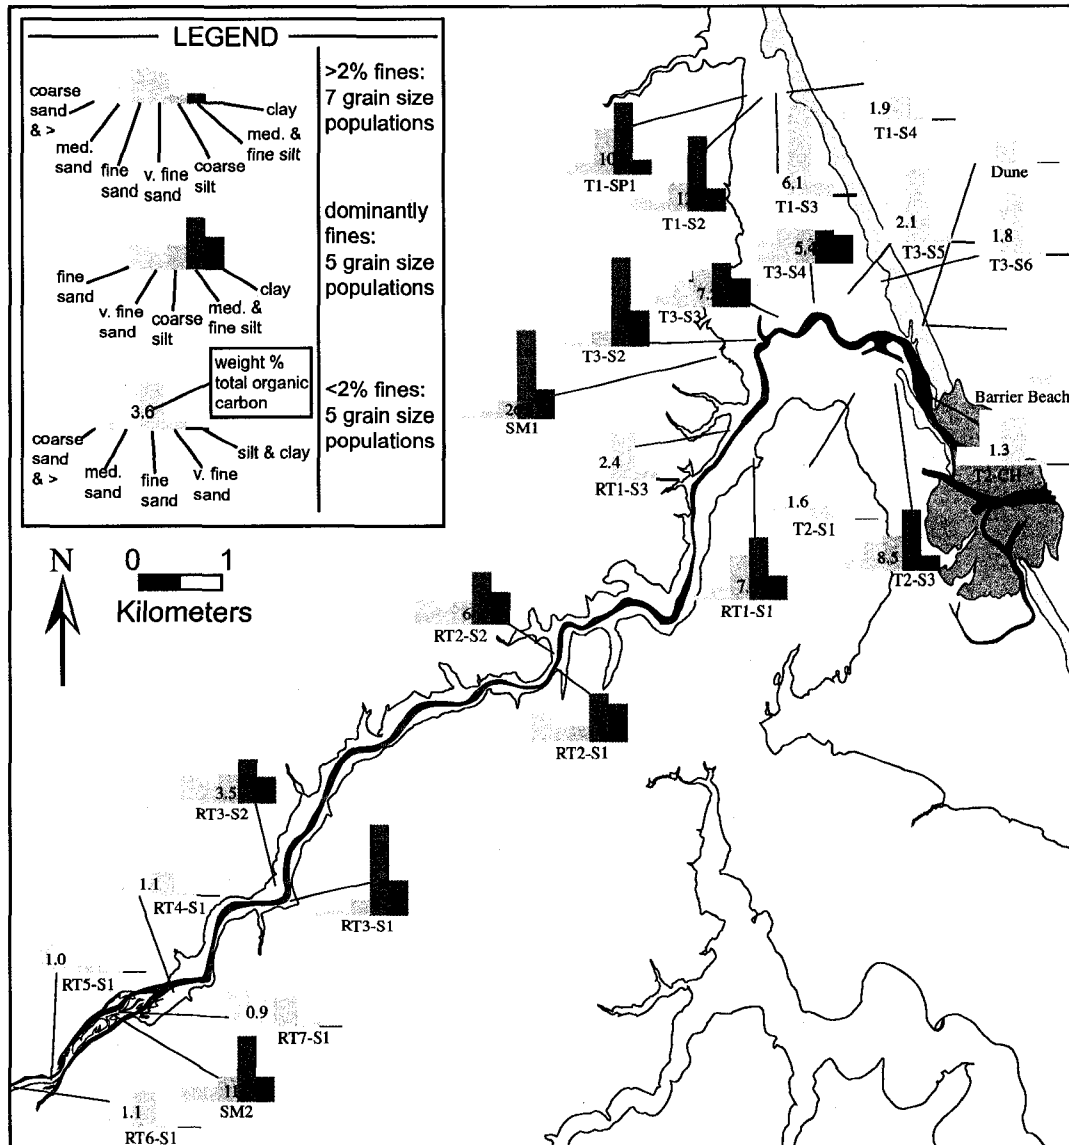 LEGEND
coarse
sand
& >
med.
sand
fine
sand
v. fine
sand
coarse
silt
med. &
fine silt
clay
>2% fines:
7 grain size
populations
fine
sand
v. fine
sand
coarse
silt
med. &
fine silt
clay
dominantly
fines:
5 grain size
populations
weight %
total organic
carbon
3.6
coarse
sand
& >
med.
sand
fine
sand
v. fine
sand
silt & clay
<2% fines:
5 grain size
populations
N
0 1
Kilometers
T1-SP1
T1-S2
6.1
T1-S3
1.9
T1-S4
Dune
2.1
T3-S5
1.8
T3-S6
5.4
T3-S4
T3-S3
T3-S2
SM1
2.4
RT1-S3
Barrier Beach
1.3
T2-CH
1.6
T2-S1
8.5
T2-S3
RT1-S1
RT2-S2
RT2-S1
3.5
RT3-S2
RT3-S1
1.1
RT4-S1
1.0
RT5-S1
0.9
RT7-S1
SM2
1.1
RT6-S1